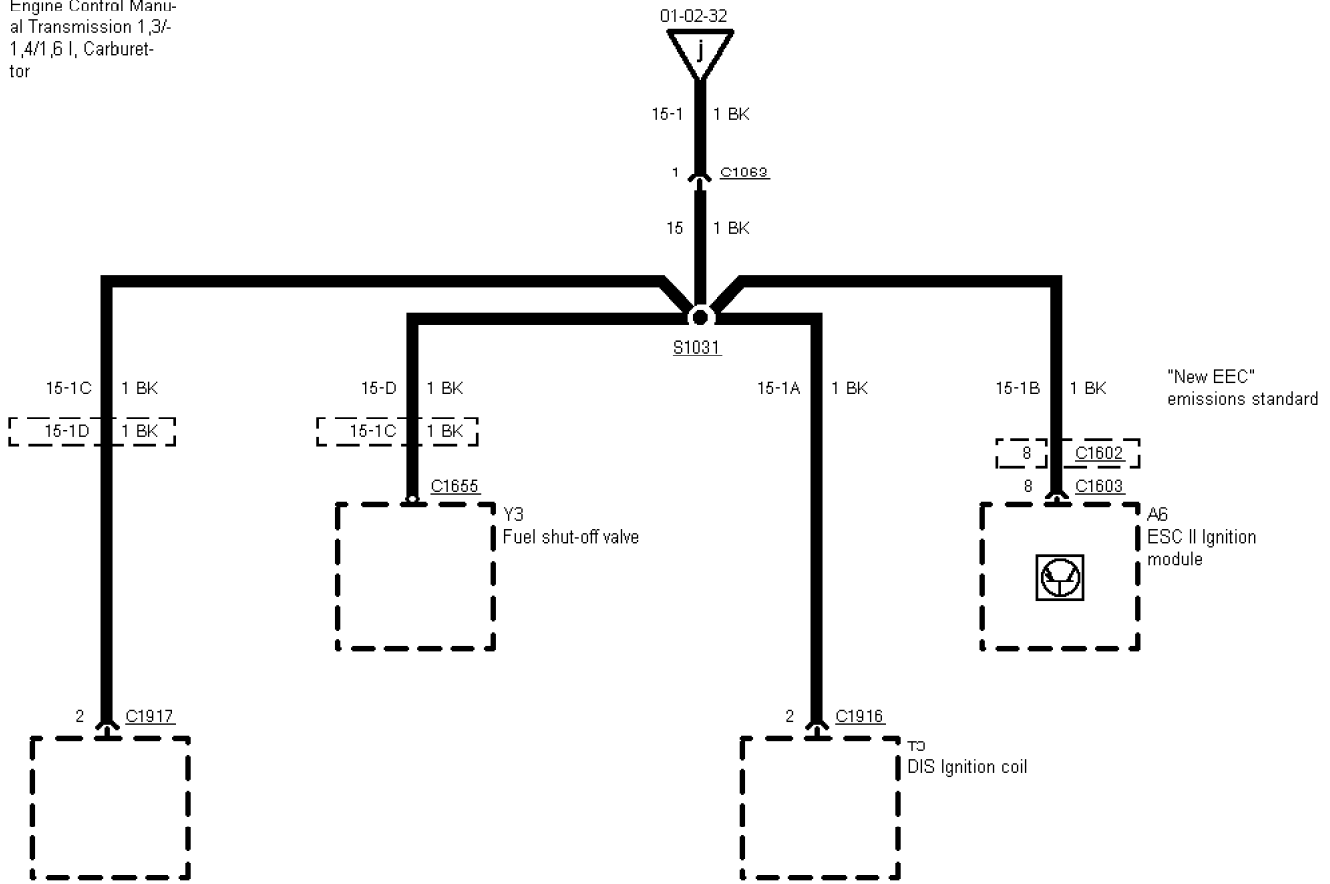 Engine Control Manu-
al Transmission 1,3/-
1,4/1,6 l, Carburet-
tor
01-02-32
j
15-1 1 BK
1 C1063
15 1 BK
S1031
15-1C 1 BK
15-D 1 BK
15-1A 1 BK
15-1B 1 BK
"New EEC"
emissions standard
15-1D 1 BK
15-1C 1 BK
8 C1602
C1655
8 C1603
Y3
Fuel shut-off valve
A6
ESC II Ignition
module
2 C1917
2 C1916
DIS Ignition coil